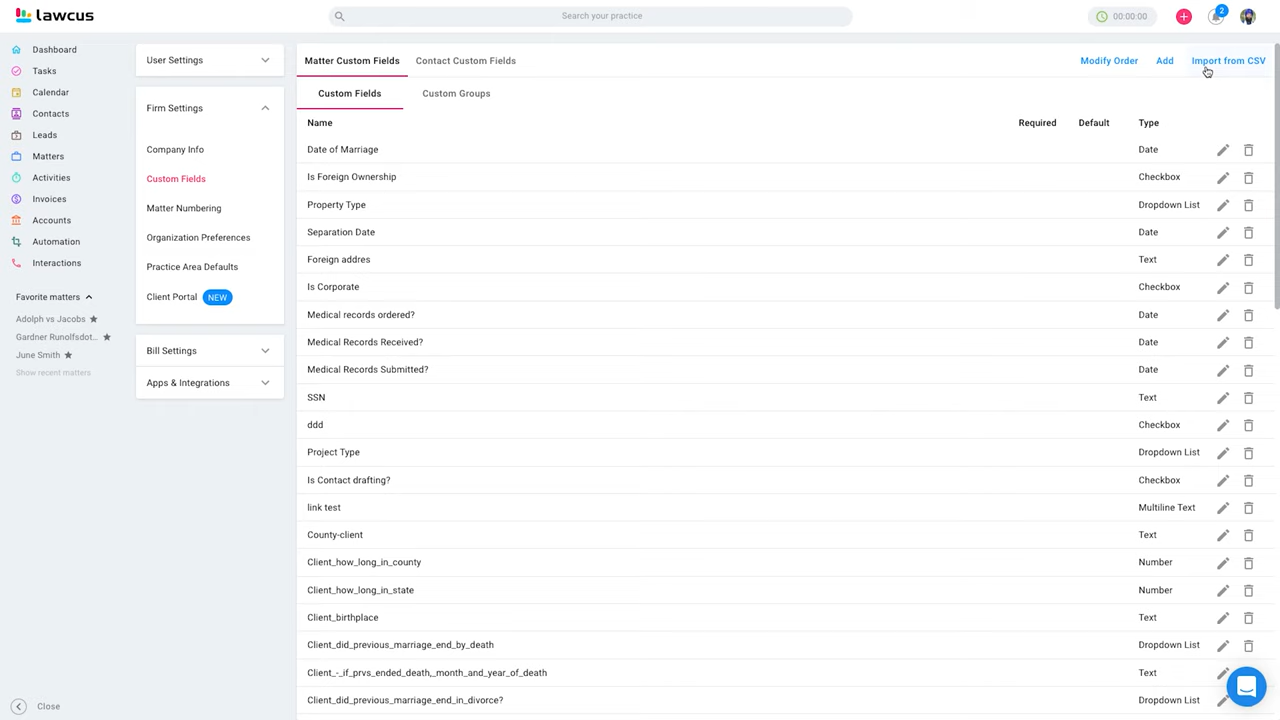 lawcus
Search your practice
00:00:00
2
Dashboard
Tasks
Calendar
Contacts
Leads
Matters
Activities
Invoices
Accounts
Automation
Interactions
Favorite matters
Adolph vs Jacobs
Gardner Runolfsdot..
June Smith
Show recent matters
Close
User Settings
Firm Settings
Company Info
Custom Fields
Matter Numbering
Organization Preferences
Practice Area Defaults
Client Portal NEW
Bill Settings
Apps & Integrations
Matter Custom Fields Contact Custom Fields
Modify Order Add Import from CSV
Custom Fields Custom Groups
Name Required Default Type
Date of Marriage Date
Is Foreign Ownership Checkbox
Property Type Dropdown List
Separation Date Date
Foreign addres Text
Is Corporate Checkbox
Medical records ordered? Date
Medical Records Received? Date
Medical Records Submitted? Date
SSN Text
ddd Checkbox
Project Type Dropdown List
Is Contact drafting? Checkbox
link test Multiline Text
County-client Text
Client_how_long_in_county Number
Client_how_long_in_state Number
Client_birthplace Text
Client_did_previous_marriage_end_by_death Dropdown List
Client_-_if_prvs_ended_death,_month_and_year_of_death Text
Client_did_previous_marriage_end_in_divorce? Dropdown List